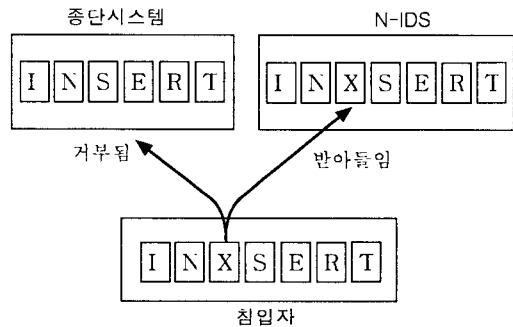 종단시스템
N-IDS
I N S E R T
I N X S E R T
거부됨
받아들임
I N X S E R T
침입자